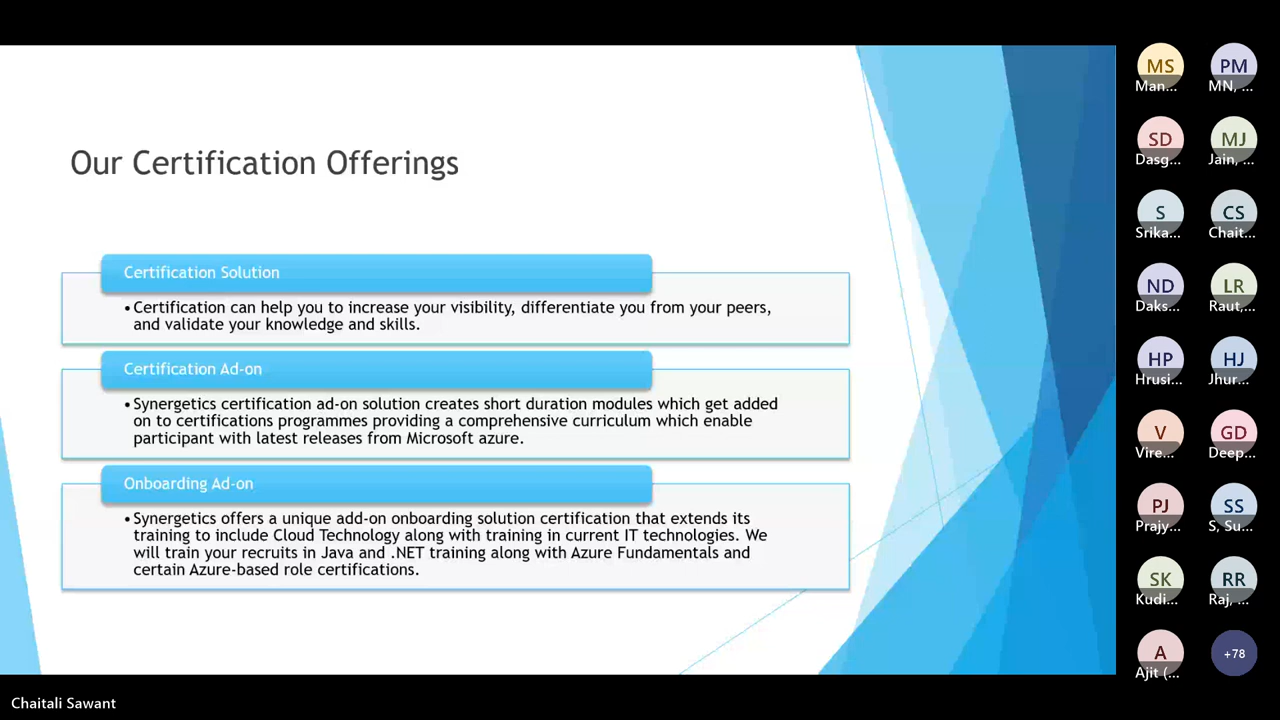 Our Certification Offerings
Certification Solution
•Certification can help you to increase your visibility, differentiate you from your peers,
and validate your knowledge and skills.
Certification Ad-on
•Synergetics certification ad-on solution creates short duration modules which get added
on to certifications programmes providing a comprehensive curriculum which enable
participant with latest releases from Microsoft azure.
Onboarding Ad-on
•Synergetics offers a unique add-on onboarding solution certification that extends its
training to include Cloud Technology along with training in current IT technologies. We
will train your recruits in Java and .NET training along with Azure Fundamentals and
certain Azure-based role certifications.
MS PM
Man... MN, ...
SD MJ
Dasg... Jain, ...
S CS
Srika... Chait...
ND LR
Daks... Raut,...
HP HJ
Hrusi... Jhur...
V GD
Vire... Deep...
PJ SS
Prajy... S, Su...
SK RR
Kudi... Raj, ...
A +78
Ajit (...
Chaitali Sawant